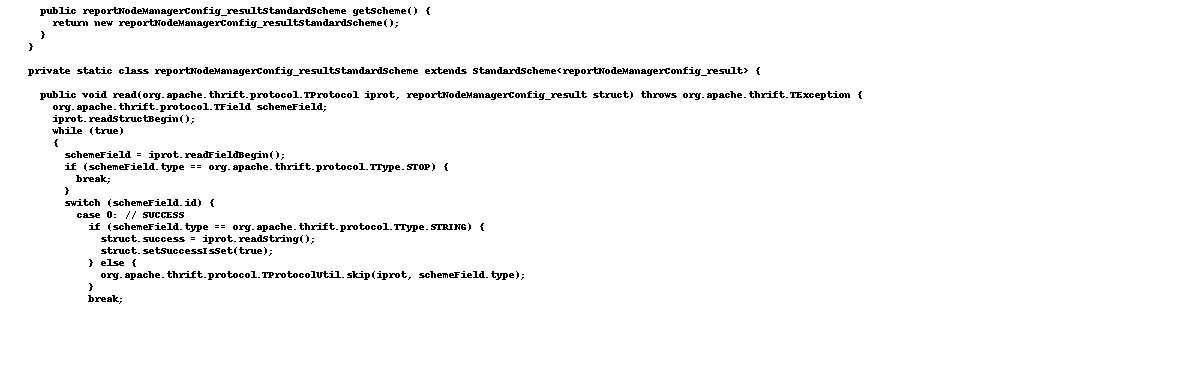 public reportNodeManagerConfig_resultStandardScheme getScheme() {
return new reportNodeManagerConfig_resultStandardScheme();
}
}
private static class reportNodeManagerConfig_resultStandardScheme extends StandardScheme<reportNodeManagerConfig_result> {
public void read(org.apache.thrift.protocol.TProtocol iprot, reportNodeManagerConfig_result struct) throws org.apache.thrift.TException {
org.apache.thrift.protocol.TField schemeField;
iprot.readStructBegin();
while (true)
{
schemeField = iprot.readFieldBegin();
if (schemeField.type == org.apache.thrift.protocol.TType.STOP) {
break;
}
switch (schemeField.id) {
case 0: // SUCCESS
if (schemeField.type == org.apache.thrift.protocol.TType.STRING) {
struct.success = iprot.readString();
struct.setSuccessIsSet(true);
} else {
org.apache.thrift.protocol.TProtocolUtil.skip(iprot, schemeField.type);
}
break;